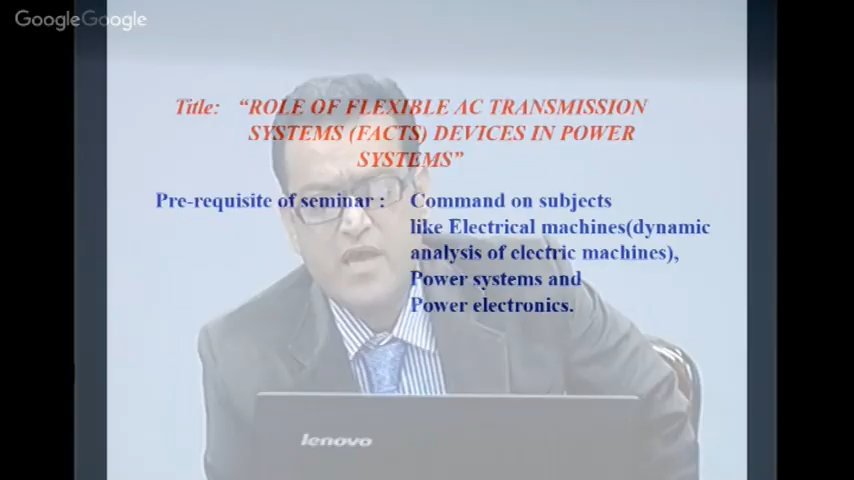 GoogleGoogle
Title: “ROLE OF FLEXIBLE AC TRANSMISSION
SYSTEMS (FACTS) DEVICES IN POWER
SYSTEMS”
Pre-requisite of seminar : Command on subjects
like Electrical machines(dynamic
analysis of electric machines),
Power systems and
Power electronics.
lenovo